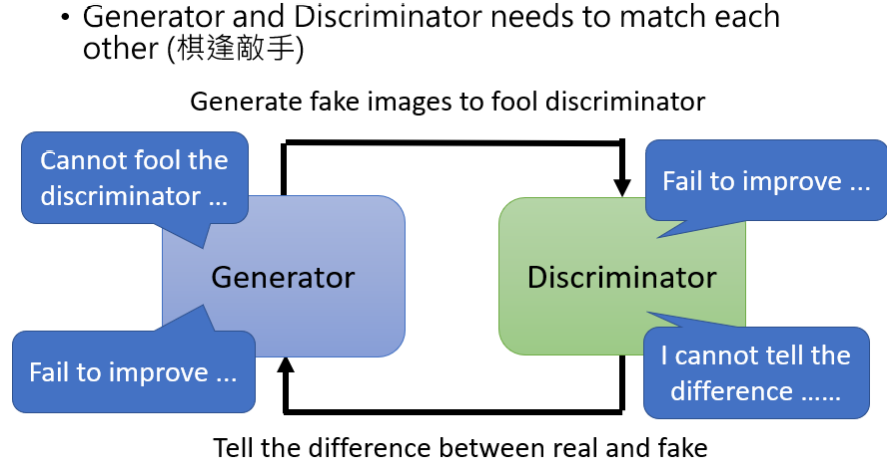 • Generator and Discriminator needs to match each
other (棋逢敵手)
Generate fake images to fool discriminator
Cannot fool the
discriminator ...
Fail to improve ...
Generator
Discriminator
Fail to improve ...
I cannot tell the
difference ......
Tell the difference between real and fake